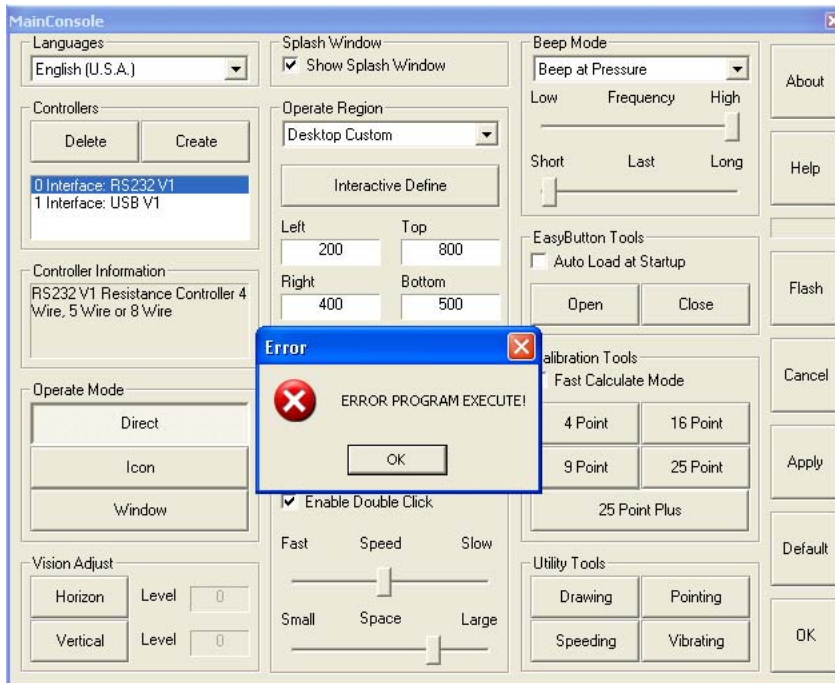 MainConsole
Languages
English (U.S.A.)
Controllers
Delete Create
0 Interface: RS232 V1
1 Interface: USB V1
Controller Information
RS232 V1 Resistance Controller 4
Wire, 5 Wire or 8 Wire
Operate Mode
Direct
Icon
Window
Vision Adjust
Horizon Level 0
Vertical Level 0
Splash Window
Show Splash Window
Operate Region
Desktop Custom
Interactive Define
Left Top
200 800
Right Bottom
400 500
Error
ERROR PROGRAM EXECUTE!
OK
Enable Double Click
Fast Speed Slow
Small Space Large
Beep Mode
Beep at Pressure
Low Frequency High
Short Last Long
EasyButton Tools
Auto Load at Startup
Open Close
alibration Tools
Fast Calculate Mode
4 Point 16 Point
9 Point 25 Point
25 Point Plus
Utility Tools
Drawing Pointing
Speeding Vibrating
About
Help
Flash
Cancel
Apply
Default
OK